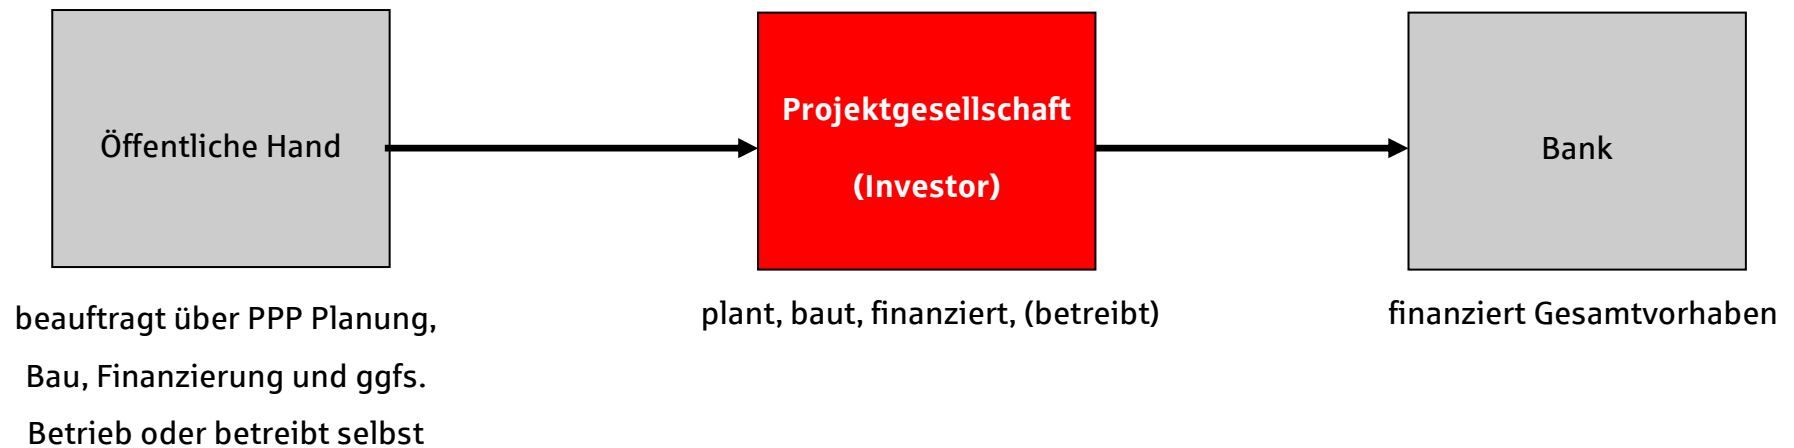 Öffentliche Hand
Projektgesellschaft
(Investor)
Bank
beauftragt über PPP Planung,
Bau, Finanzierung und ggfs.
Betrieb oder betreibt selbst
plant, baut, finanziert, (betreibt)
finanziert Gesamtvorhaben